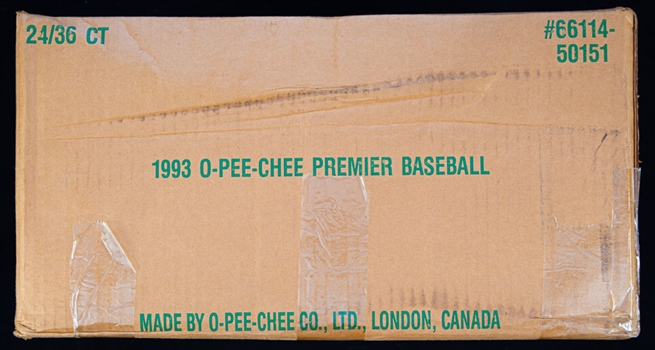 24/36 CT
#66114-
50151
1993 O-PEE-CHEE PREMIER BASEBALL
MADE BY O-PEE-CHEE CO., LTD., LONDON, CANADA